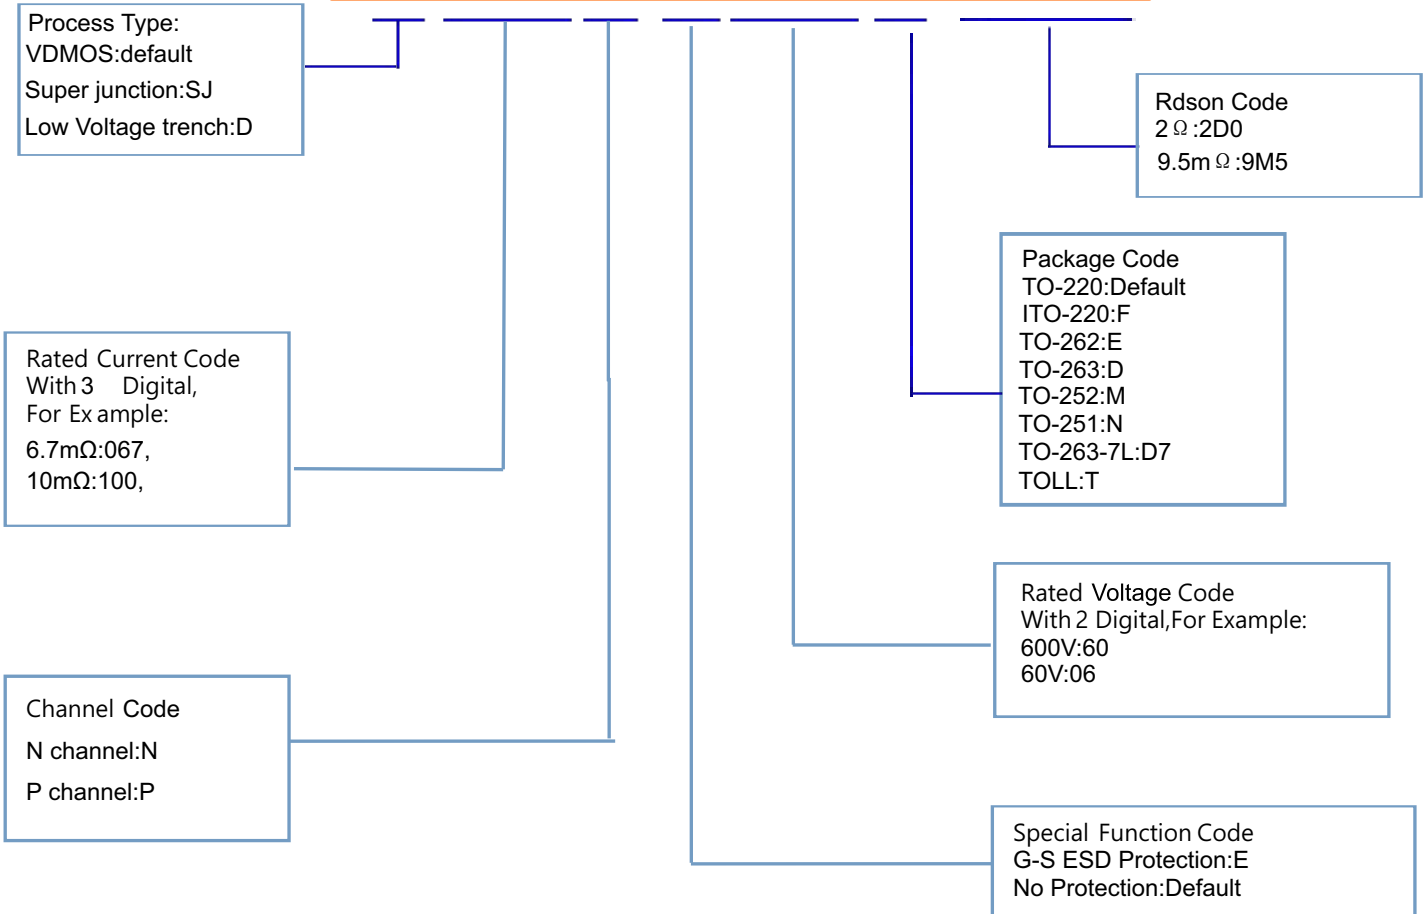 Process Type:
VDMOS:default
Super junction:SJ
Low Voltage trench:D
Rdson Code
2Ω:2D0
9.5mΩ:9M5
Package Code
TO-220:Default
ITO-220:F
TO-262:E
TO-263:D
TO-252:M
TO-251:N
TO-263-7L:D7
TOLL:T
Rated Current Code
With 3 Digital,
For Example:
6.7mΩ:067,
10mΩ:100,
Rated Voltage Code
With 2 Digital,For Example:
600V:60
60V:06
Channel Code
N channel:N
P channel:P
Special Function Code
G-S ESD Protection:E
No Protection:Default